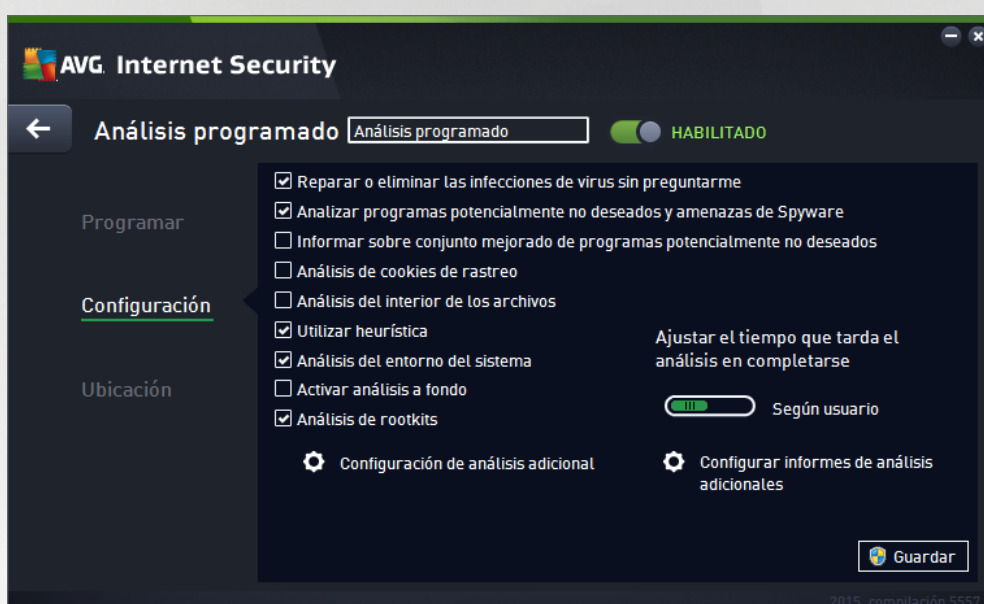 AVG. Internet Security
Análisis programado
Análisis programado
HABILITADO
Programar
Configuración
Ubicación
Reparar o eliminar las infecciones de virus sin preguntarme
Analizar programas potencialmente no deseados y amenazas de Spyware
Informar sobre conjunto mejorado de programas potencialmente no deseados
Análisis de cookies de rastreo
Análisis del interior de los archivos
Utilizar heurística
Análisis del entorno del sistema
Activar análisis a fondo
Análisis de rootkits
Ajustar el tiempo que tarda el
análisis en completarse
Según usuario
Configuración de análisis adicional
Configurar informes de análisis
adicionales
Guardar
2015 compilación 5557